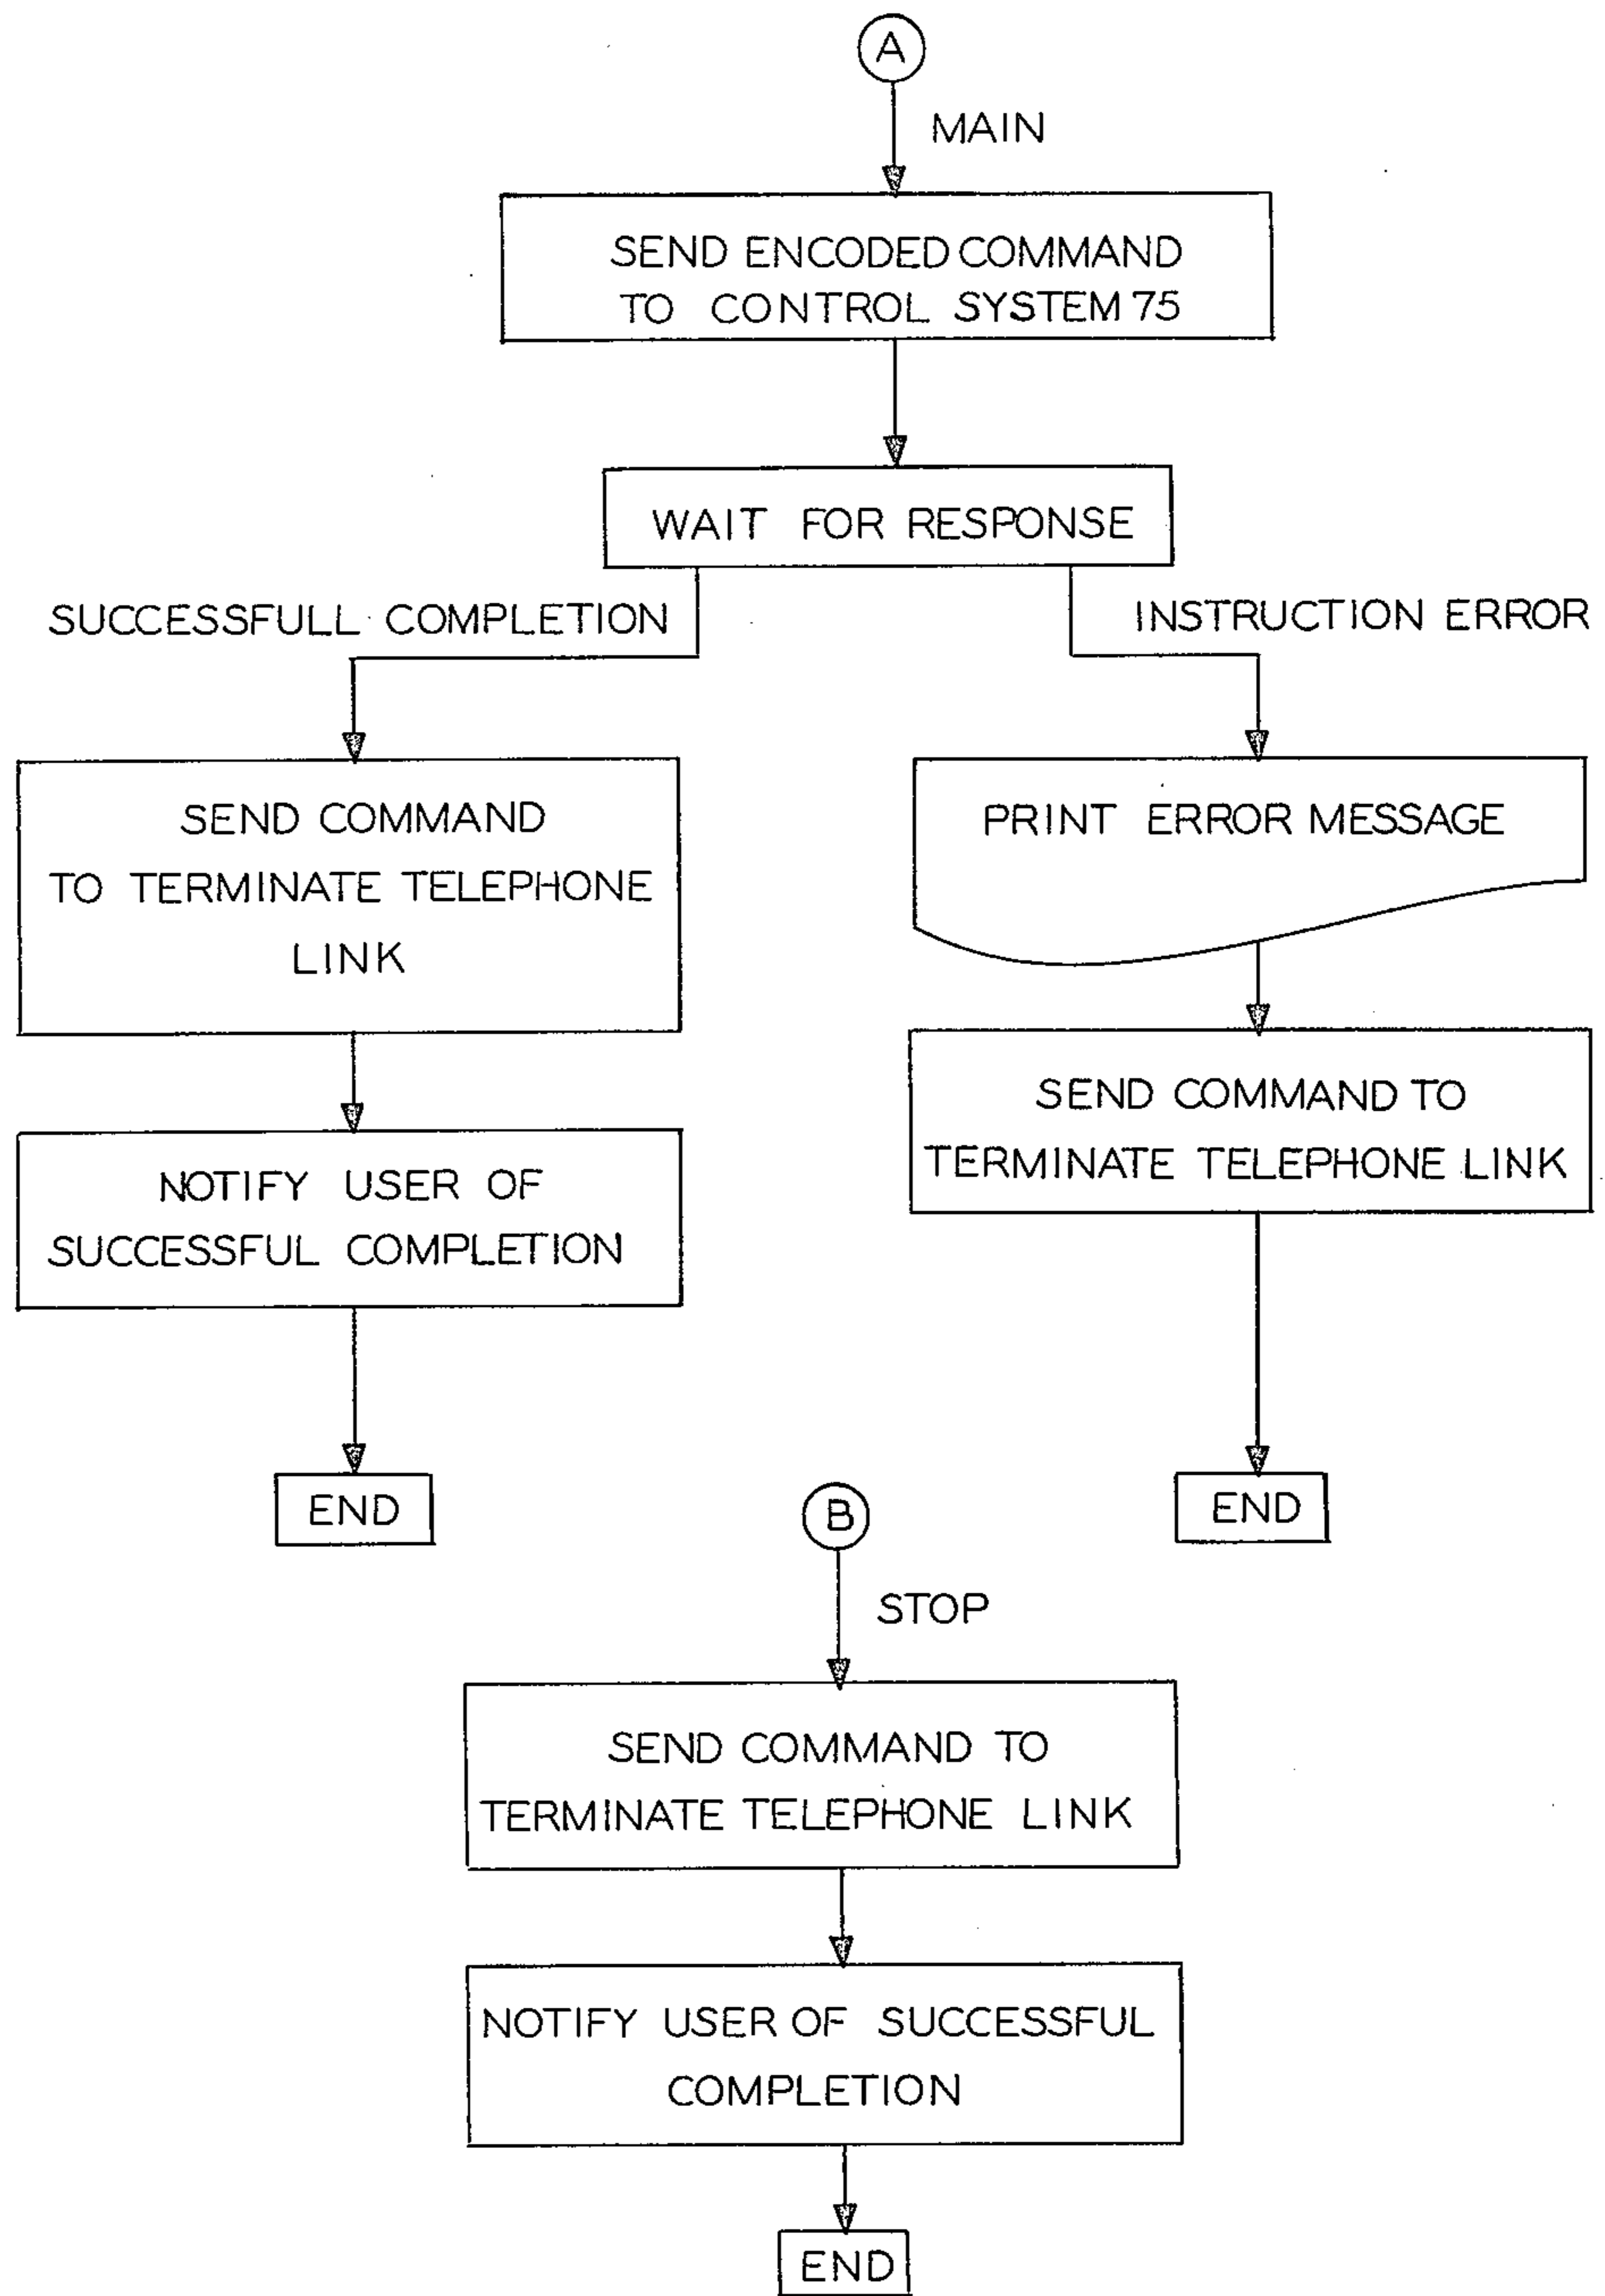 A
MAIN
SEND ENCODED COMMAND
TO CONTROL SYSTEM 75
WAIT FOR RESPONSE
SUCCESSFULL COMPLETION
INSTRUCTION ERROR
SEND COMMAND
TO TERMINATE TELEPHONE
LINK
PRINT ERROR MESSAGE
SEND COMMAND TO
TERMINATE TELEPHONE LINK
NOTIFY USER OF
SUCCESSFUL COMPLETION
END
END
B
STOP
SEND COMMAND TO
TERMINATE TELEPHONE LINK
NOTIFY USER OF SUCCESSFUL
COMPLETION
END